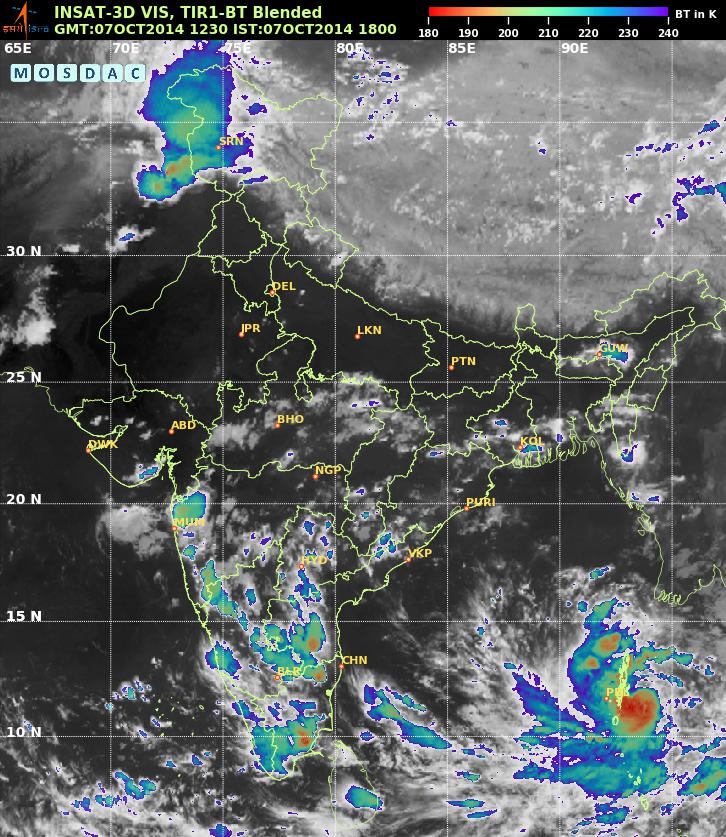 INSAT-3D VIS, TIR1-BT Blended
GMT:07OCT2014 1230 IST:07OCT2014 1800
BT in K
180 190 200 210 220 230 240
65E 70E 75E 80E 85E 90E
MOSDAC
SRN
30 N
DEL
JPR LKN
GUW
PTN
25 N
ABD BHO
DWK KOL
NGP
20 N PURI
MUM
HYD VKP
15 N
CHN
BLR
10 N